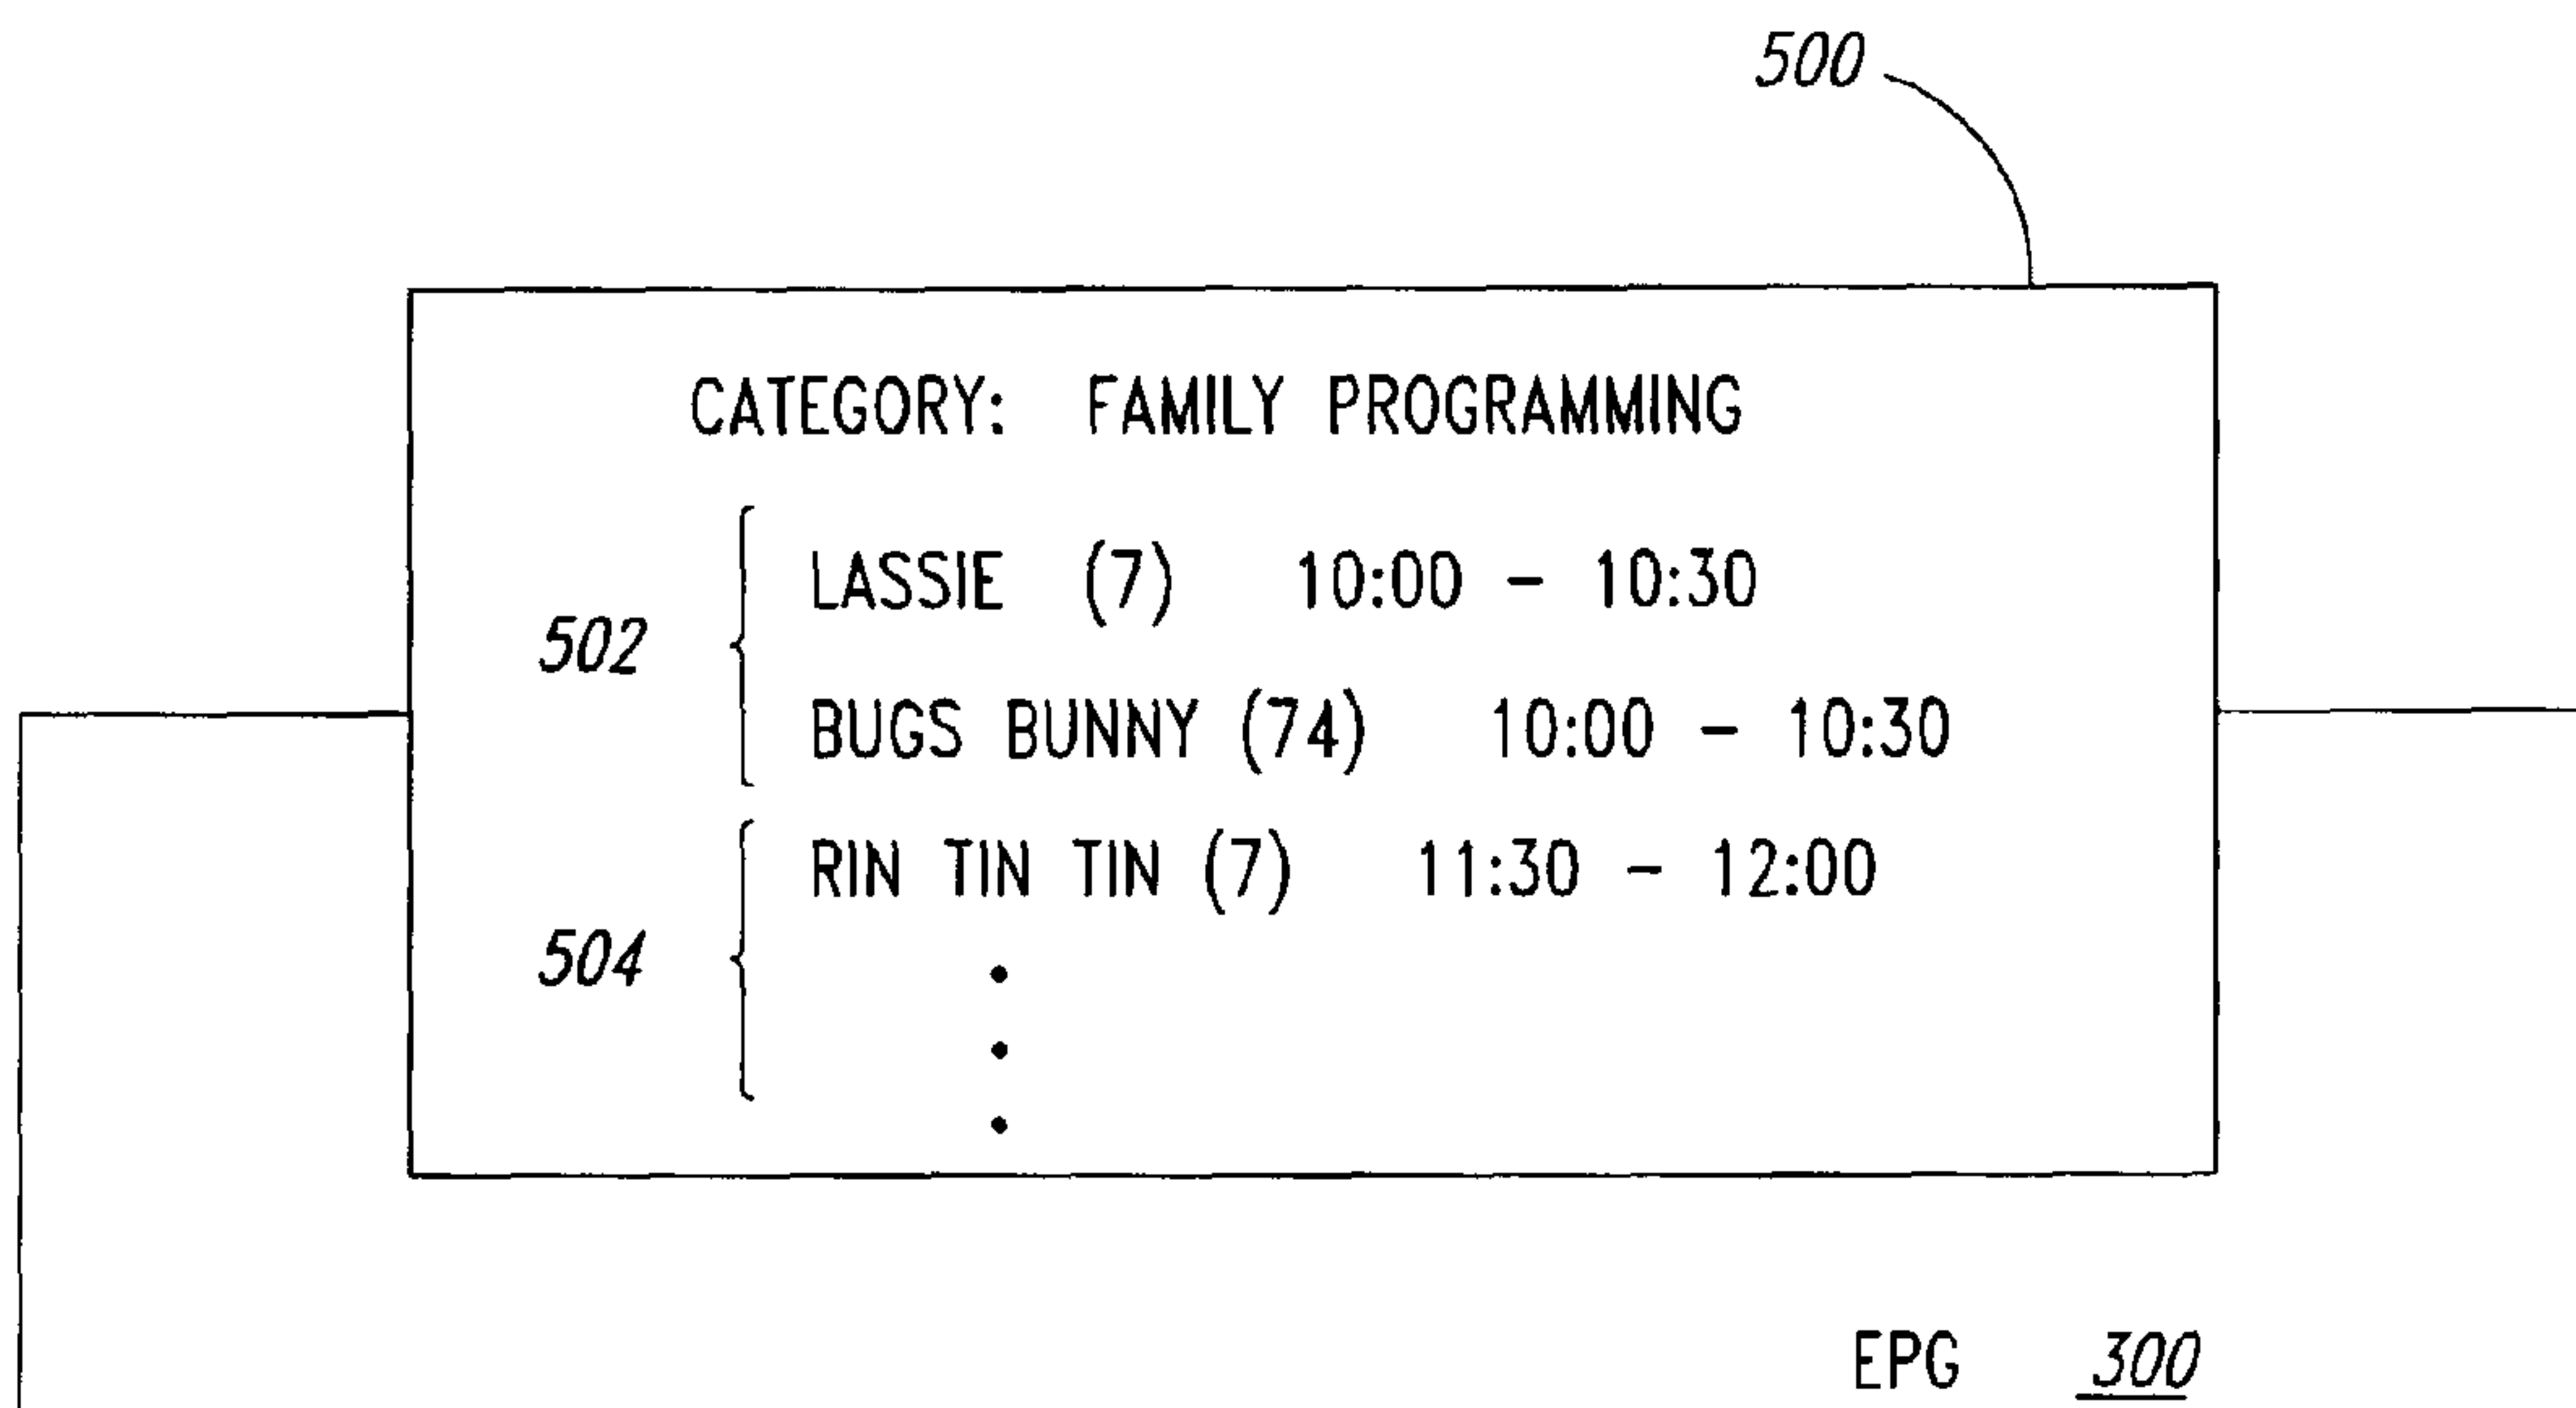 500
CATEGORY: FAMILY PROGRAMMING
LASSIE (7) 10:00 - 10:30
502
BUGS BUNNY (74) 10:00 - 10:30
RIN TIN TIN (7) 11:30 - 12:00
504
EPG 300